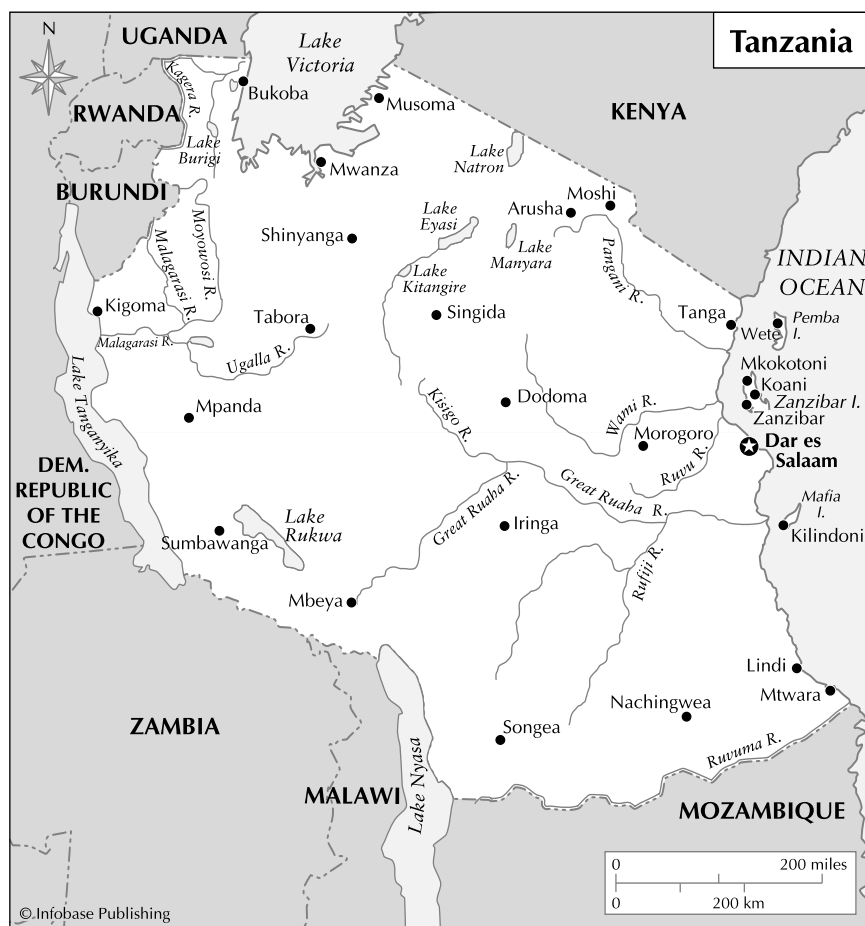 Tanzania
N
UGANDA
Lake
Victoria
Kagera R.
Bukoba
Musoma
KENYA
RWANDA
Lake
Burigi
Mwanza
Lake
Natron
BURUNDI
Moshi
Arusha
Moyowosi R.
Malagarasi R.
Shinyanga
Lake
Eyasi
Lake
Manyara
Pangani R.
INDIAN
OCEAN
Lake
Kitangire
Kigoma
Tabora
Singida
Tanga
Wete
Pemba
I.
Malagarasi R.
Ugalla R.
Mkokotoni
Koani
Zanzibar I.
Zanzibar
Lake Tanganyika
Mpanda
Kisigo R.
Dodoma
Wami R.
Morogoro
Ruvu R.
Dar es
Salaam
DEM.
REPUBLIC
OF THE
CONGO
Great Ruaha R.
Great Ruaha R.
Mafia
I.
Kilindoni
Lake
Rukwa
Sumbawanga
Iringa
Rufiji R.
Mbeya
Lindi
Mtwara
Nachingwea
Songea
ZAMBIA
Ruvuma R.
MALAWI
Lake Nyasa
MOZAMBIQUE
0 200 miles
0 200 km
© Infobase Publishing